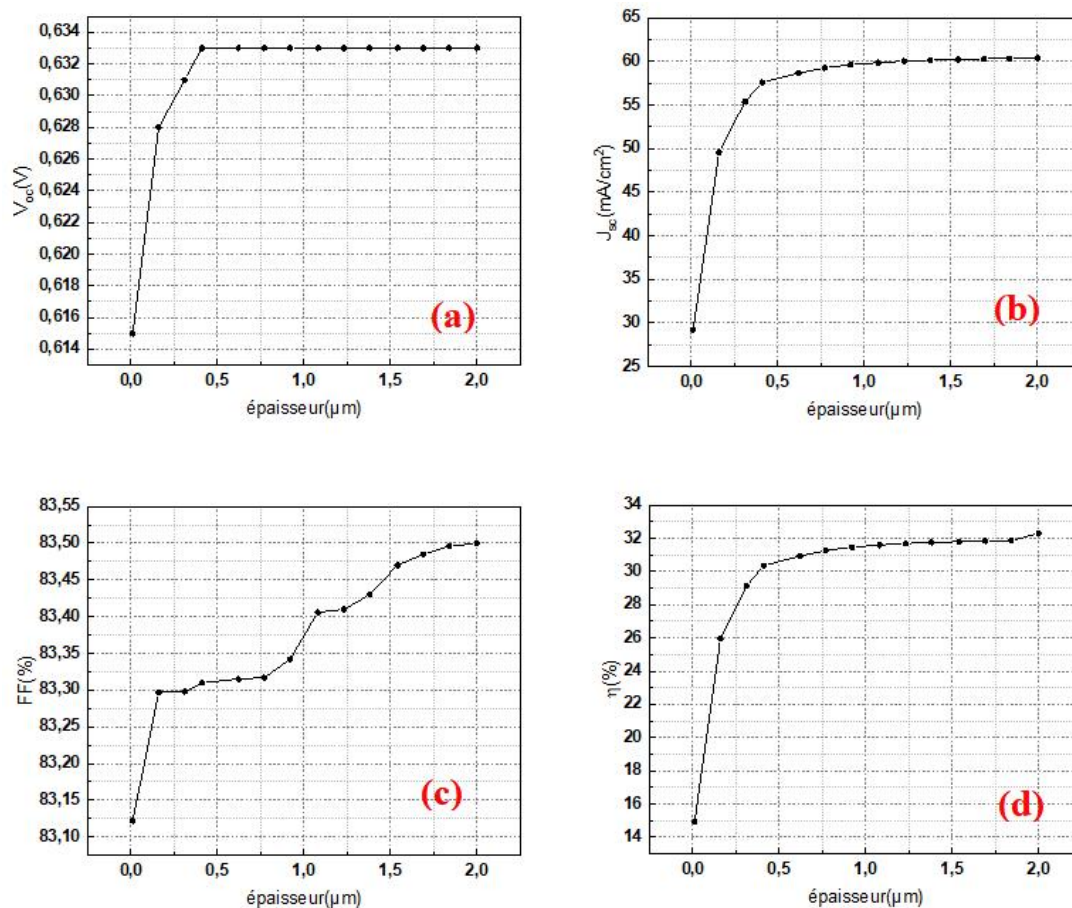 0,634
0,633
0,630
0,628
0,626
0,624
0,622
0,620
0,618
0,616
0,615
0,614
V_oc(V)
(a)
0,0 0,5 1,0 1,5 2,0
épaisseur(µm)
65
60
55
50
45
40
35
30
25
J_sc(mA/cm²)
(b)
0,0 0,5 1,0 1,5 2,0
épaisseur(µm)
83,55
83,50
83,45
83,40
83,35
83,30
83,25
83,20
83,15
83,10
FF(%)
(c)
0,0 0,5 1,0 1,5 2,0
épaisseur(µm)
34
32
30
28
26
24
22
20
18
16
14
η(%)
(d)
0,0 0,5 1,0 1,5 2,0
épaisseur(µm)